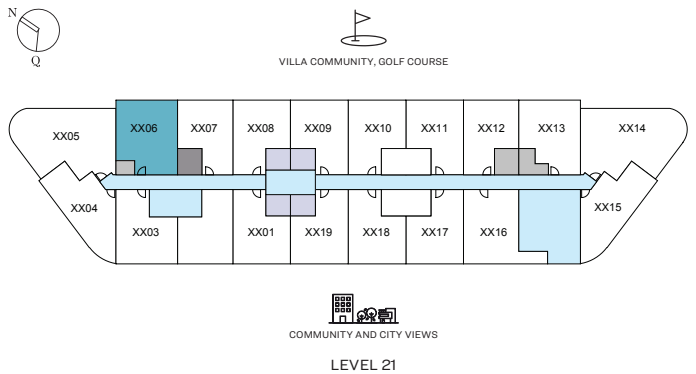 N
Q
VILLA COMMUNITY, GOLF COURSE
XX05
XX06
XX07
XX08
XX09
XX10
XX11
XX12
XX13
XX14
XX04
XX03
XX01
XX19
XX18
XX17
XX16
XX15
COMMUNITY AND CITY VIEWS
LEVEL 21